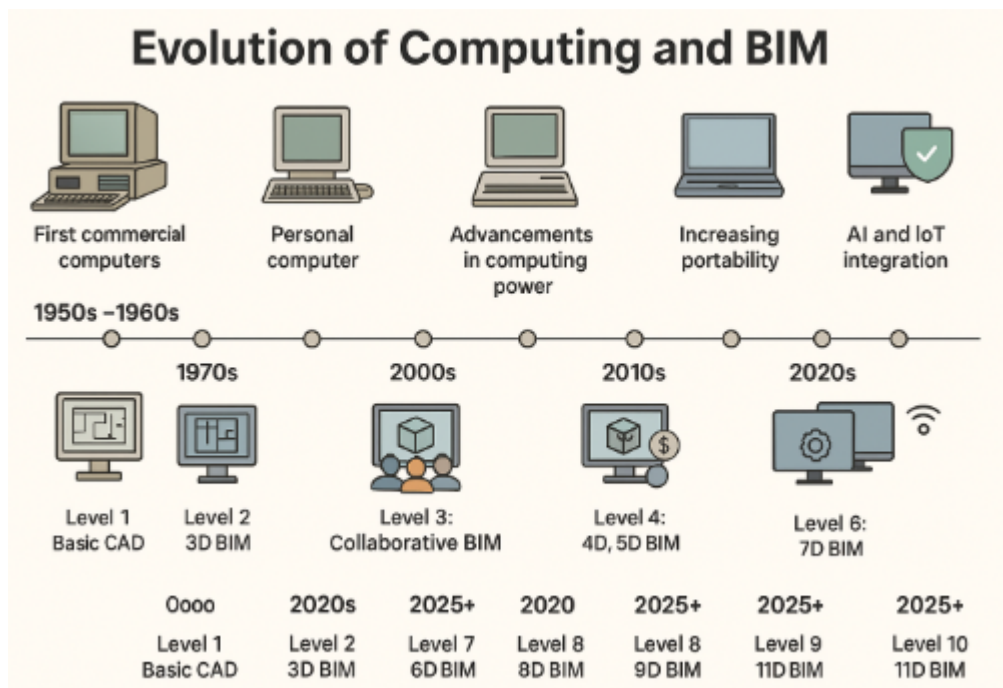 Evolution of Computing and BIM
First commercial
computers
Personal
computer
Advancements
in computing
power
Increasing
portability
AI and IoT
integration
1950s –1960s
1970s
2000s
2010s
2020s
$
Level 1
Basic CAD
Level 2
3D BIM
Level 3:
Collaborative BIM
Level 4:
4D, 5D BIM
Level 6:
7D BIM
Oooo
Level 1
Basic CAD
2020s
Level 2
3D BIM
2025+
Level 7
6D BIM
2020
Level 8
8D BIM
2025+
Level 8
9D BIM
2025+
Level 9
11D BIM
2025+
Level 10
11D BIM